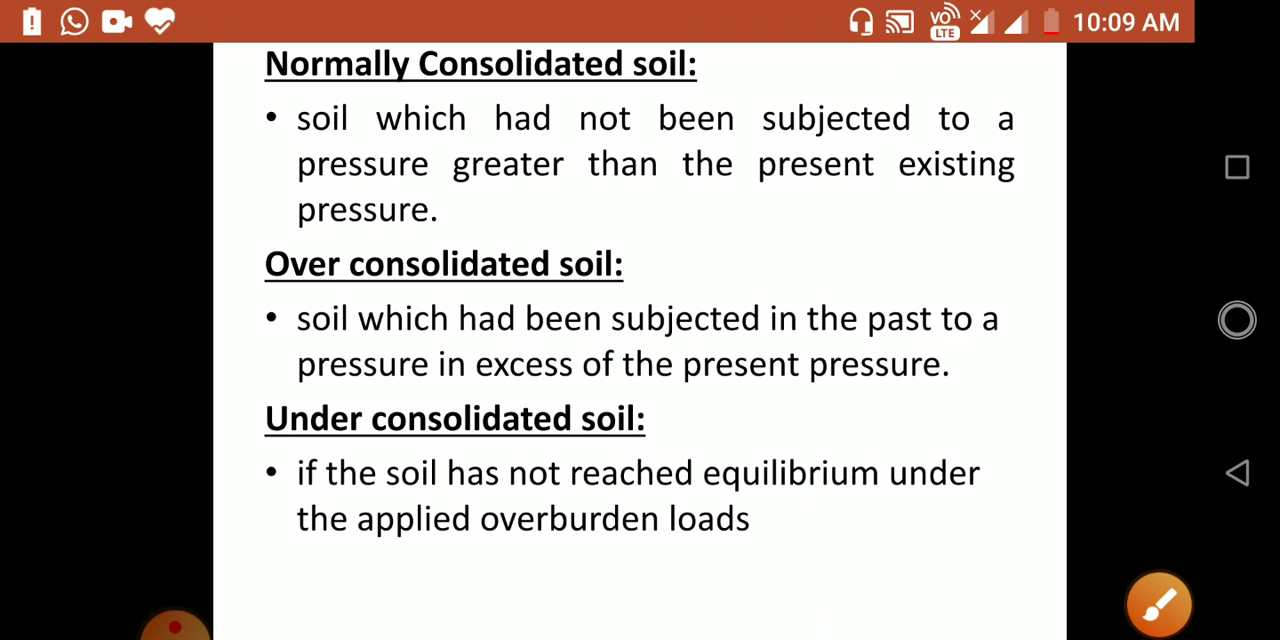 VO LTE 10:09 AM
Normally Consolidated soil:
• soil which had not been subjected to a
pressure greater than the present existing
pressure.
Over consolidated soil:
• soil which had been subjected in the past to a
pressure in excess of the present pressure.
Under consolidated soil:
• if the soil has not reached equilibrium under
the applied overburden loads